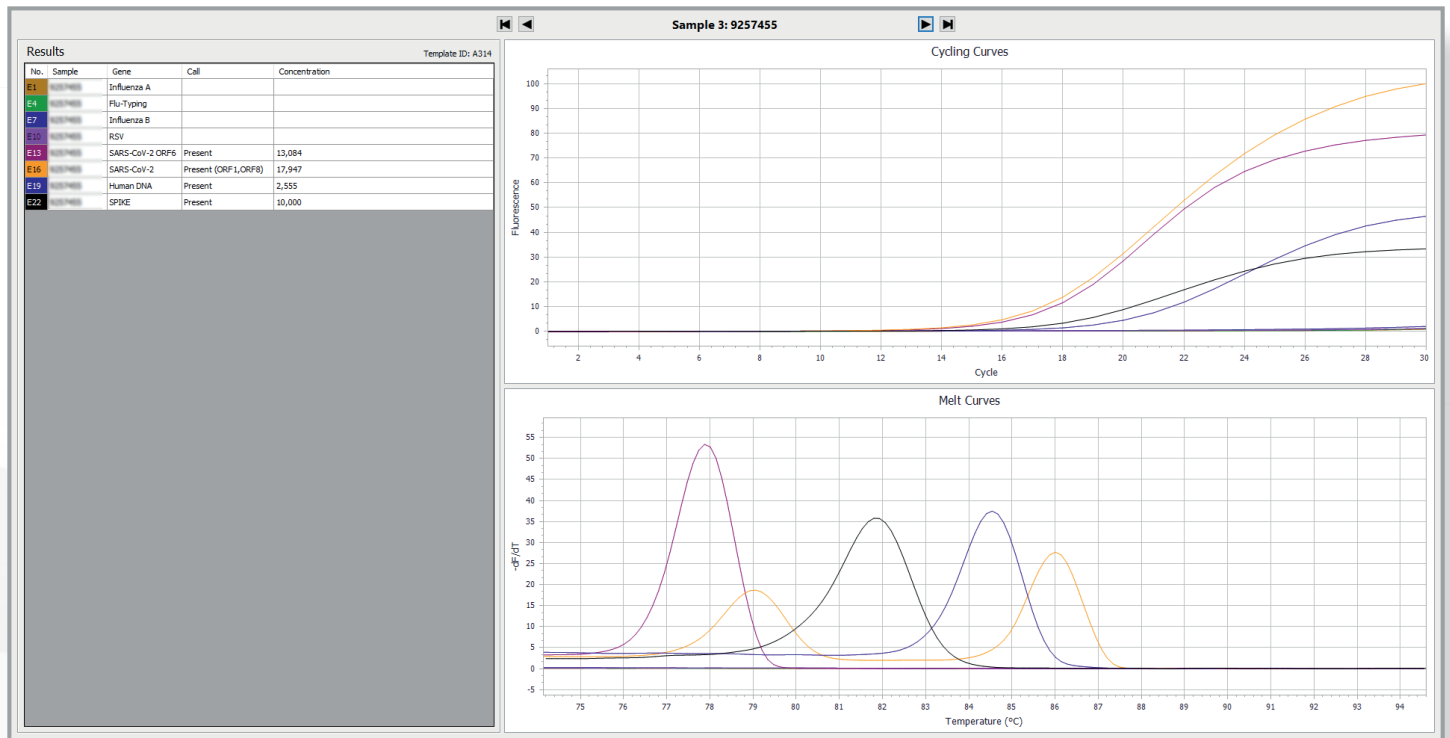 Sample 3: 9257455
Results
Template ID: A314
No. Sample Gene Call Concentration
E1 Influenza A
E4 Flu-Typing
E7 Influenza B
E10 RSV
E13 SARS-CoV-2 ORF6 Present 13,084
E16 SARS-CoV-2 Present (ORF1,ORF8) 17,947
E19 Human DNA Present 2,555
E22 SPIKE Present 10,000
Cycling Curves
Fluorescence
100
90
80
70
60
50
40
30
20
10
0
2 4 6 8 10 12 14 16 18 20 22 24 26 28 30
Cycle
Melt Curves
-dF/dT
55
50
45
40
35
30
25
20
15
10
5
0
-5
75 76 77 78 79 80 81 82 83 84 85 86 87 88 89 90 91 92 93 94
Temperature (ºC)